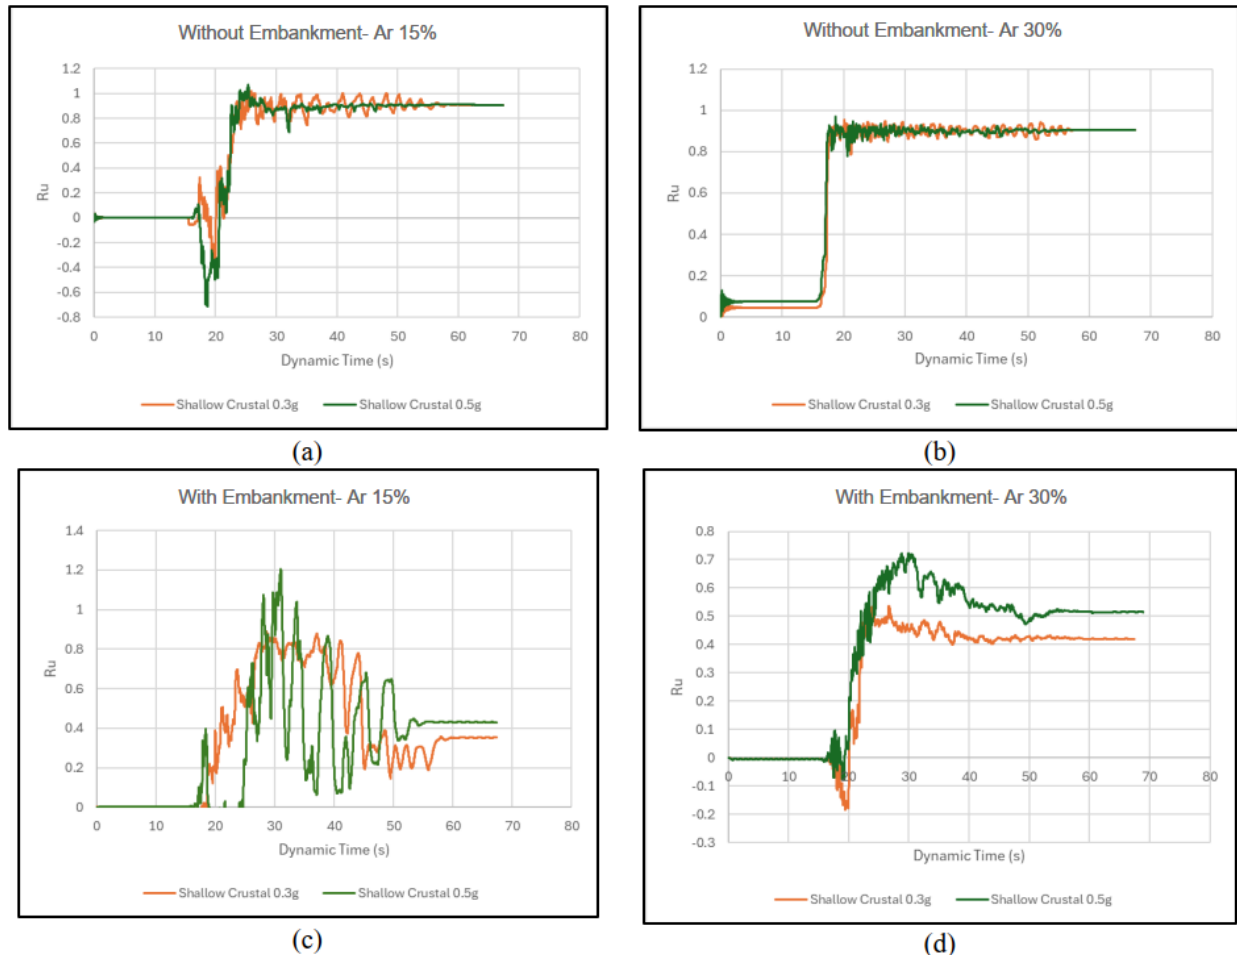 Without Embankment- Ar 15%
1.2
1
0.8
0.6
0.4
0.2
0
-0.2
-0.4
-0.6
-0.8
Ru
0 10 20 30 40 50 60 70 80
Dynamic Time (s)
Shallow Crustal 0.3g Shallow Crustal 0.5g
(a)
Without Embankment- Ar 30%
1.2
1
0.8
0.6
0.4
0.2
0
Ru
0 10 20 30 40 50 60 70 80
Dynamic Time (s)
Shallow Crustal 0.3g Shallow Crustal 0.5g
(b)
With Embankment- Ar 15%
1.4
1.2
1
0.8
0.6
0.4
0.2
0
Ru
0 10 20 30 40 50 60 70 80
Dynamic Time (s)
Shallow Crustal 0.3g Shallow Crustal 0.5g
(c)
With Embankment- Ar 30%
0.8
0.7
0.6
0.5
0.4
0.3
0.2
0.1
0
-0.1
-0.2
-0.3
Ru
0 10 20 30 40 50 60 70 80
Dynamic Time (s)
Shallow Crustal 0.3g Shallow Crustal 0.5g
(d)